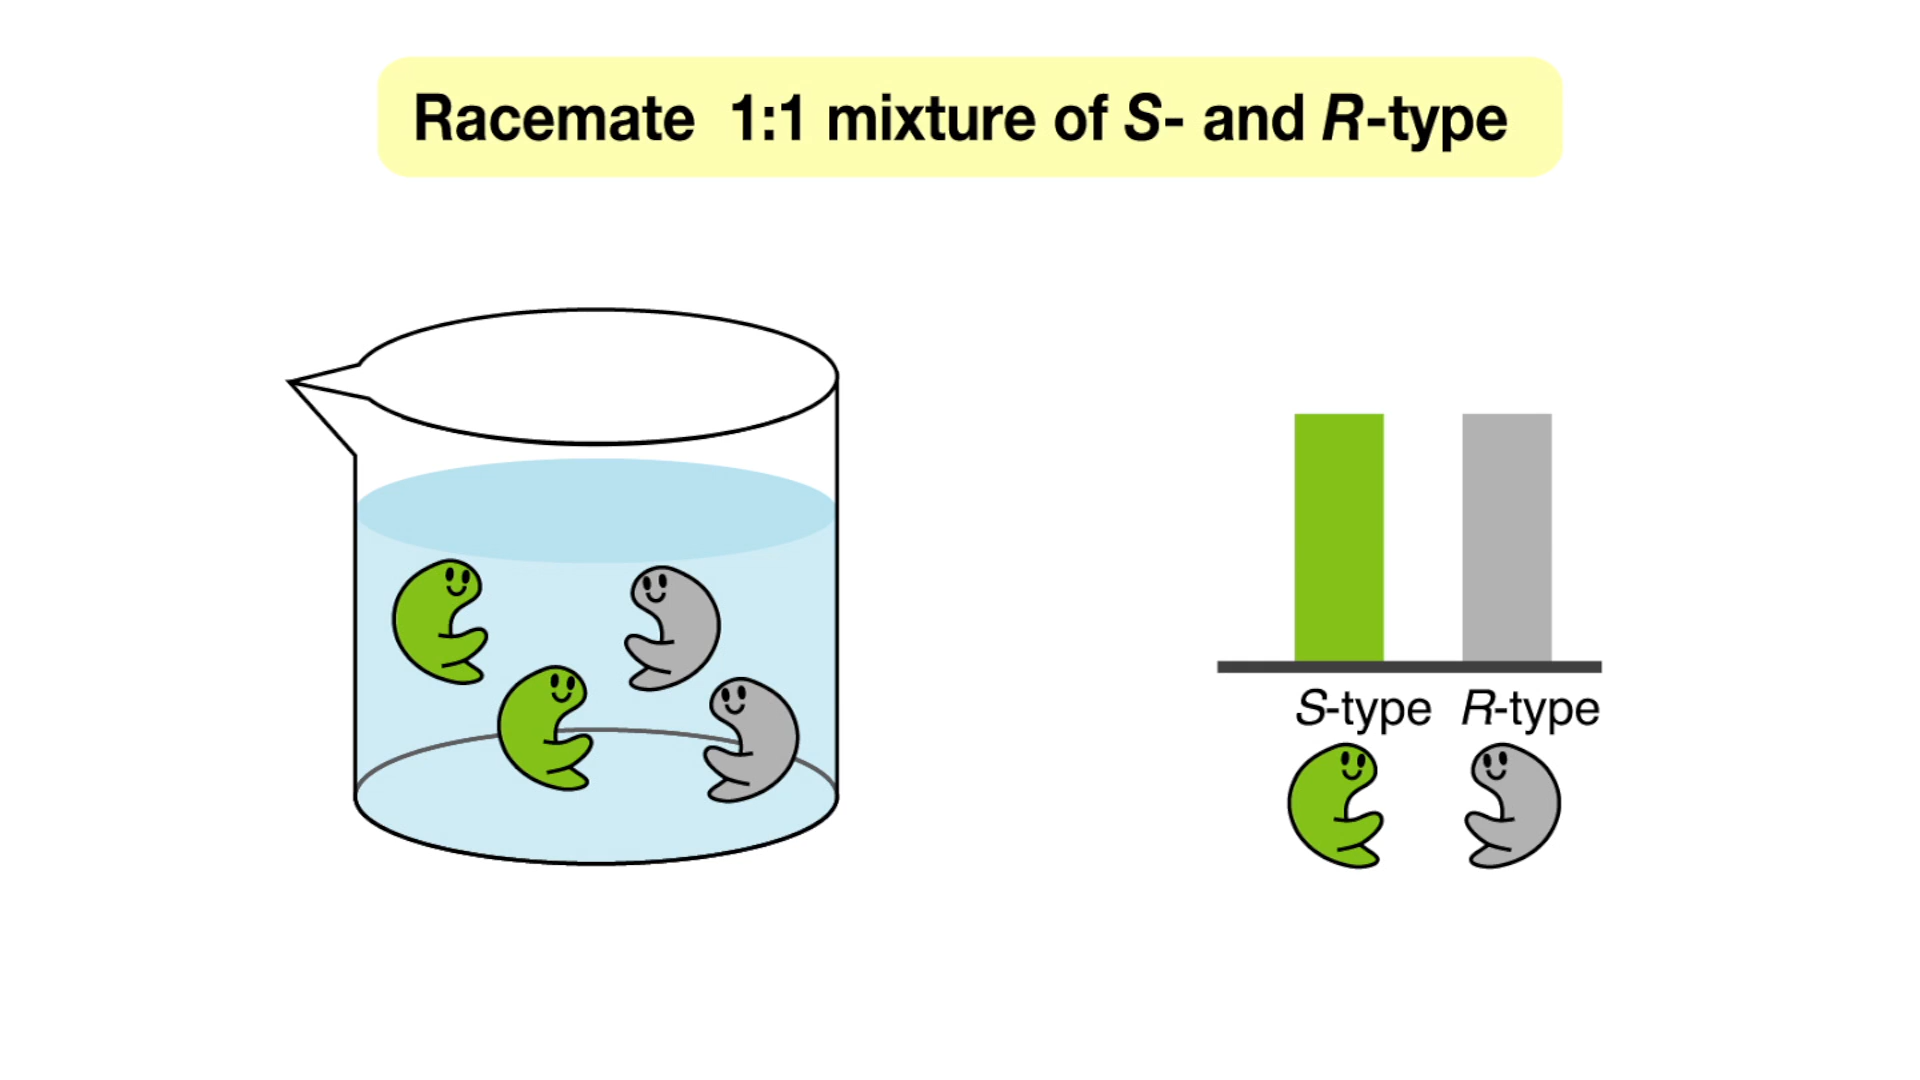 Racemate 1:1 mixture of S- and R-type
S-type R-type